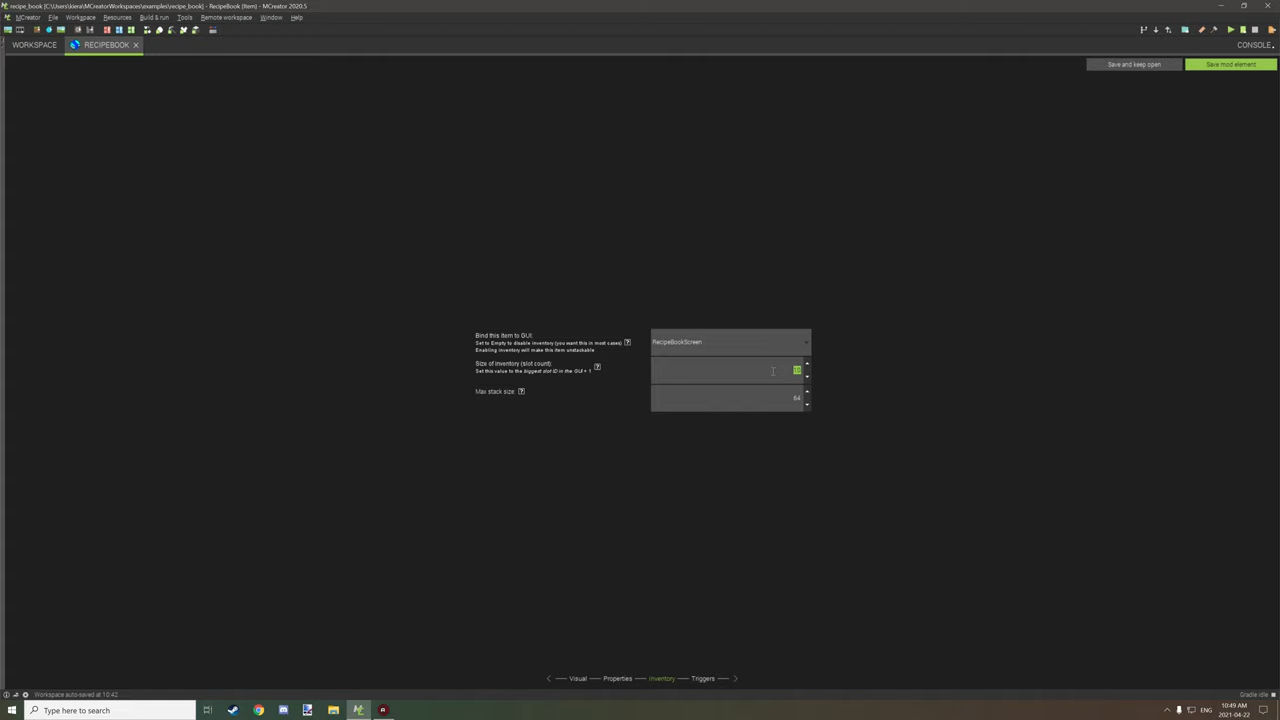 recipe_book [C:\Users\kiera\MCreatorWorkspaces\examples\recipe_book] - RecipeBook (Item) - MCreator 2020.5
MCreator File Workspace Resources Build & run Tools Remote workspace Window Help
WORKSPACE RECIPEBOOK CONSOLE
Save and keep open Save mod element
Bind this item to GUI:
Set to Empty to disable inventory (you want this in most cases)
Enabling inventory will make this item unstackable
RecipeBookScreen
Size of inventory (slot count):
Set this value to the biggest slot ID in the GUI + 1
Max stack size:
64
Visual Properties Inventory Triggers
Workspace auto-saved at 10:42
Gradle idle
Type here to search
ENG
10:49 AM
2021-04-22